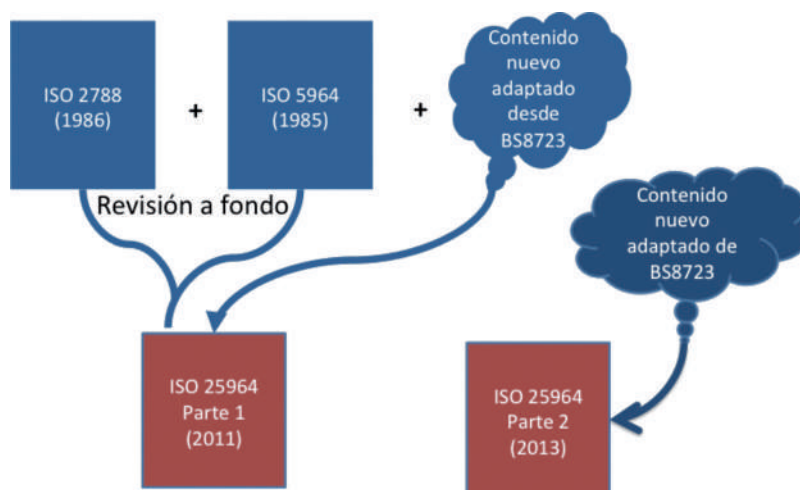 ISO 2788
(1986)
+
ISO 5964
(1985)
+
Contenido
nuevo
adaptado
desde
BS8723
Revisión a fondo
Contenido
nuevo
adaptado de
BS8723
ISO 25964
Parte 1
(2011)
ISO 25964
Parte 2
(2013)